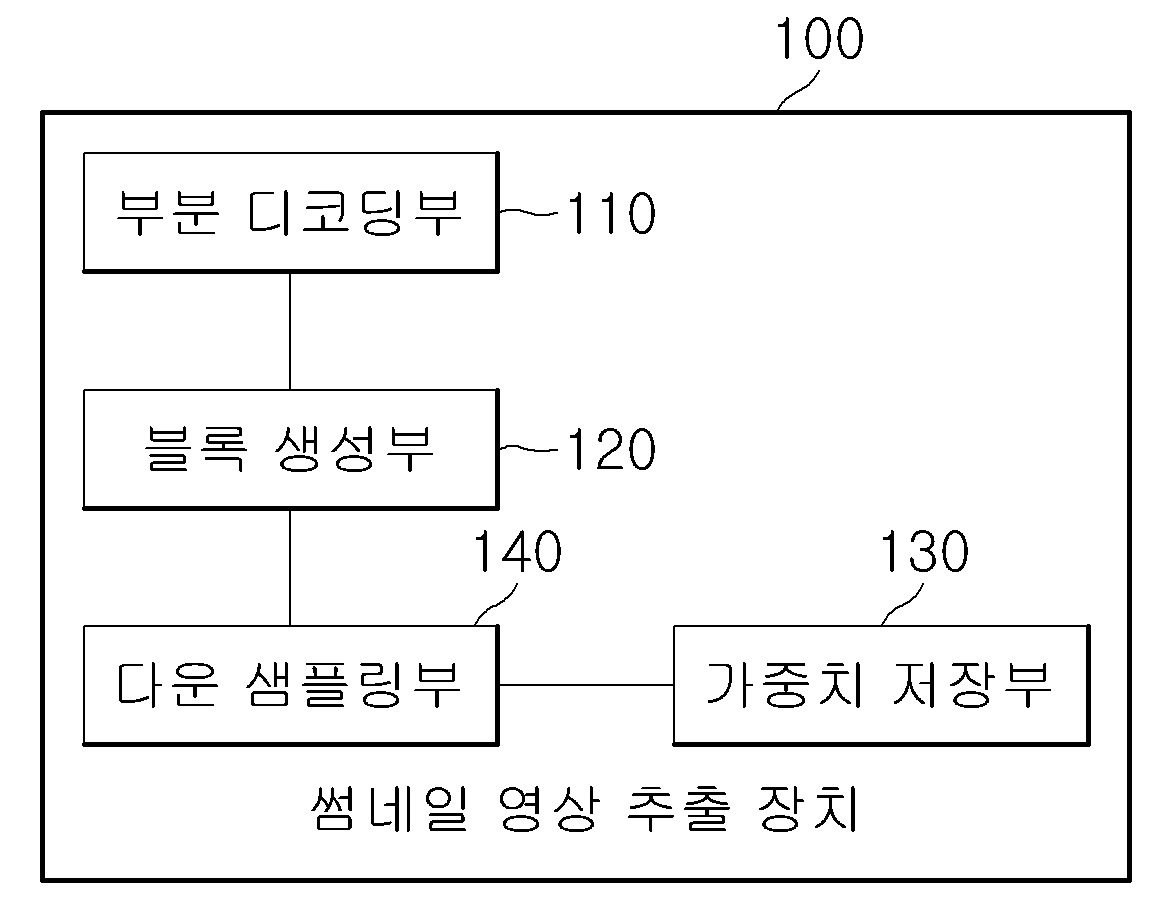 100
부분 디코딩부
110
블록 생성부
120
140
130
다운 샘플링부
가중치 저장부
썸네일 영상 추출 장치